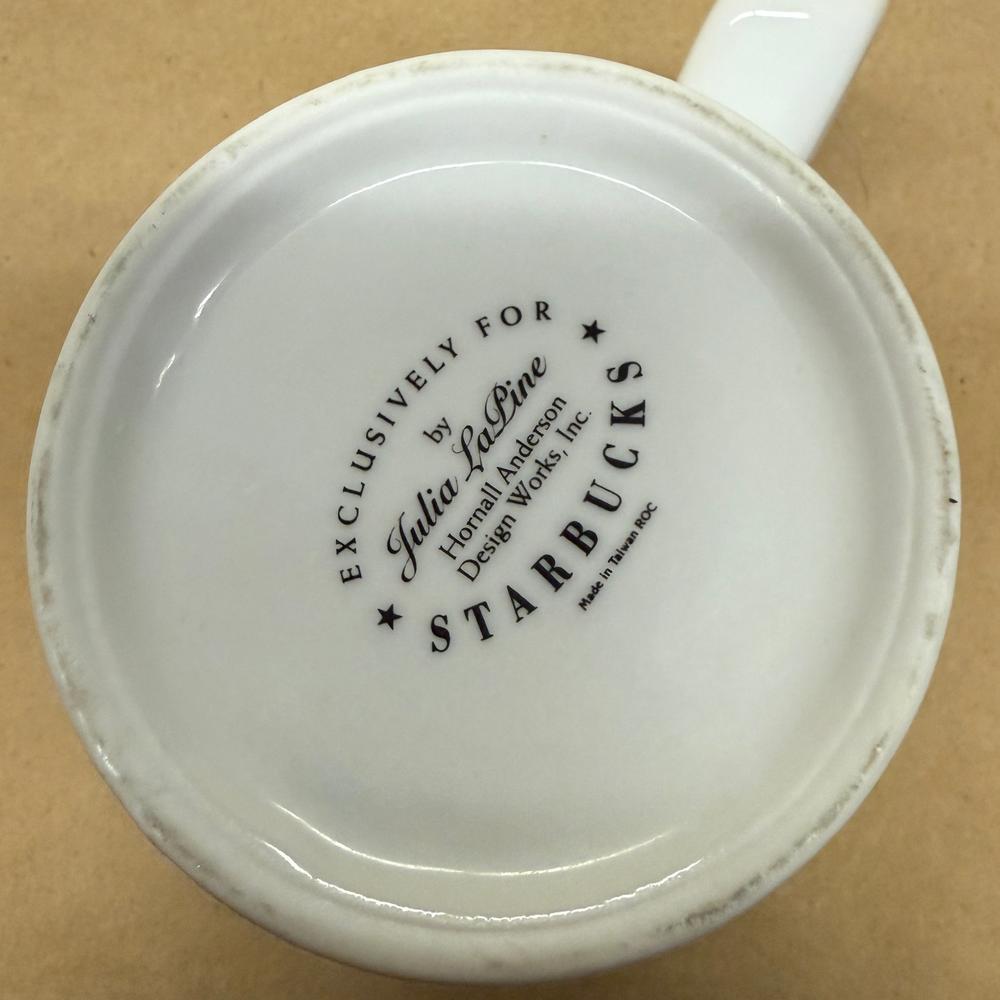 EXCLUSIVELY FOR
by
Julia LaPine
Hornall Anderson
Design Works, Inc.
STARBUCKS
Made in Taiwan ROC